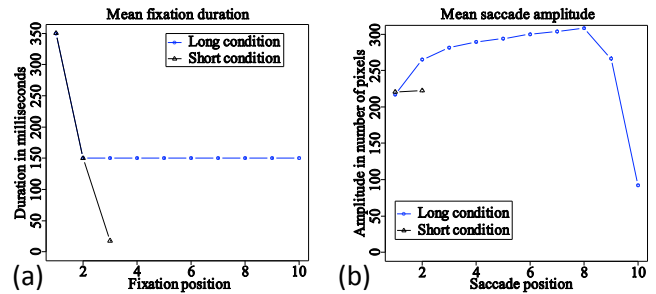 Mean fixation duration
Duration in milliseconds
0 50 100 150 200 250 300 350
Long condition
Short condition
2 4 6 8 10
Fixation position
(a)
Mean saccade amplitude
Amplitude in number of pixels
0 50 100 150 200 250 300
Long condition
Short condition
2 4 6 8 10
Saccade position
(b)